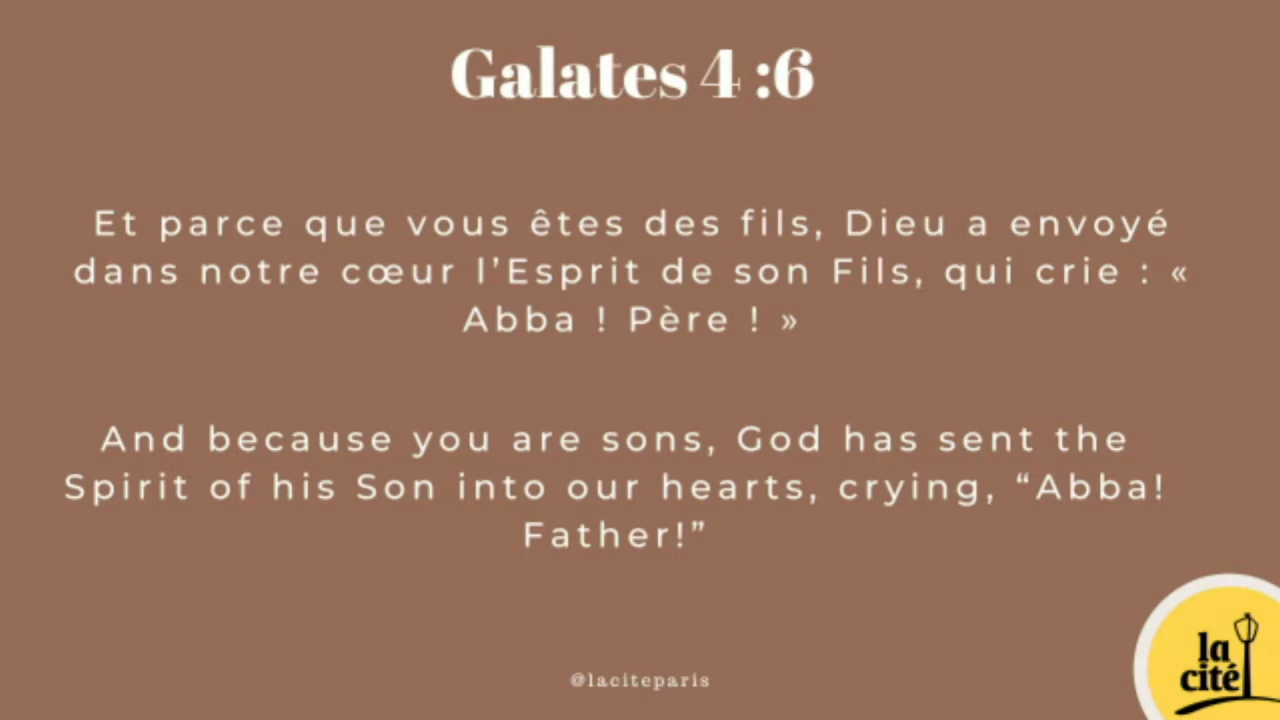 Galates 4 :6
Et parce que vous êtes des fils, Dieu a envoyé
dans notre cœur l’Esprit de son Fils, qui crie : «
Abba ! Père ! »
And because you are sons, God has sent the
Spirit of his Son into our hearts, crying, “Abba!
Father!”
@laciteparis
la
cité